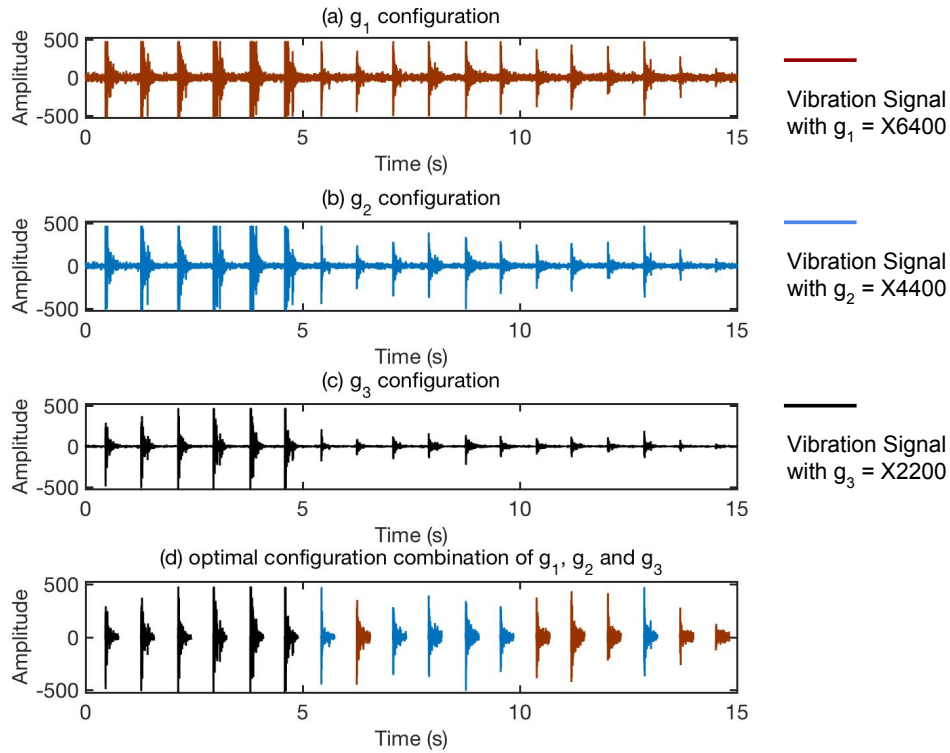 (a) g₁ configuration
500
0
-500
Amplitude
0 5 10 15
Time (s)
Vibration Signal
with g₁ = X6400
(b) g₂ configuration
500
0
-500
Amplitude
0 5 10 15
Time (s)
Vibration Signal
with g₂ = X4400
(c) g₃ configuration
500
0
-500
Amplitude
0 5 10 15
Time (s)
Vibration Signal
with g₃ = X2200
(d) optimal configuration combination of g₁, g₂ and g₃
500
0
-500
Amplitude
0 5 10 15
Time (s)